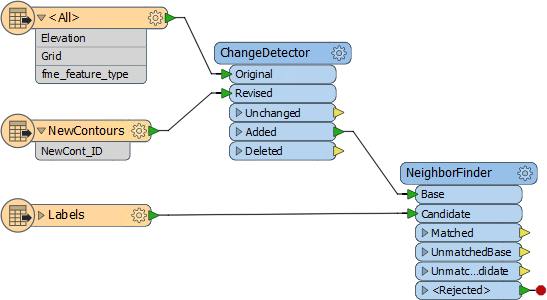 <All>
Elevation
Grid
fme_feature_type
NewContours
NewCont_ID
Labels
ChangeDetector
Original
Revised
Unchanged
Added
Deleted
NeighborFinder
Base
Candidate
Matched
UnmatchedBase
Unmatc...didate
<Rejected>